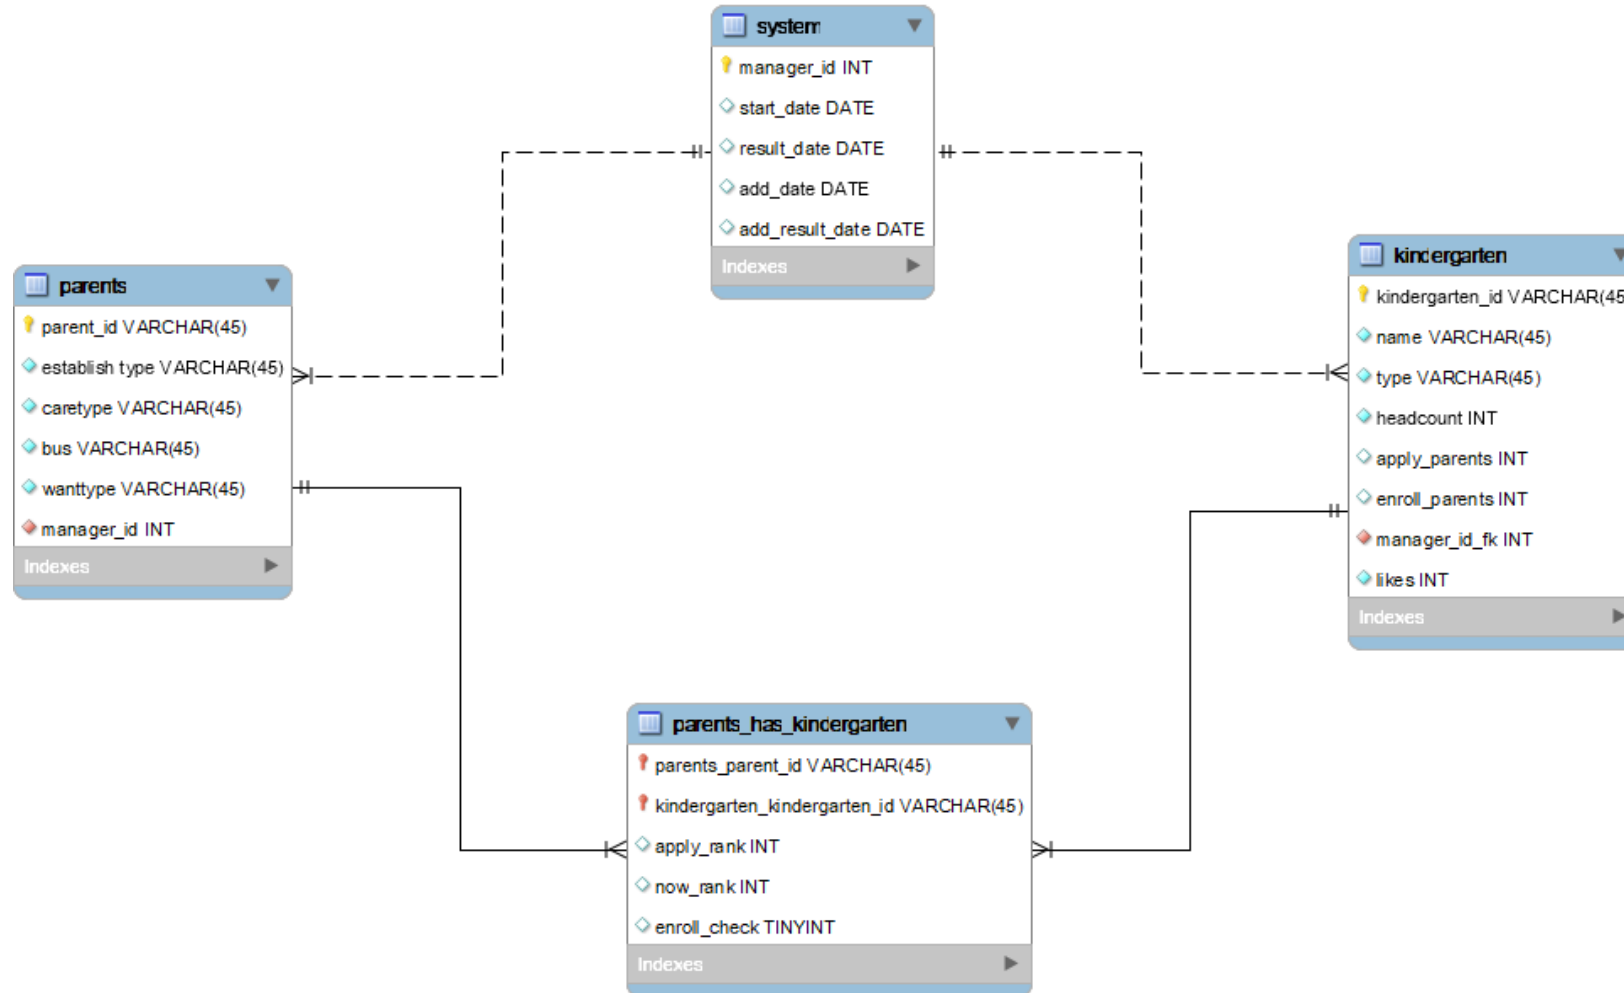 system
manager_id INT
start_date DATE
result_date DATE
add_date DATE
add_result_date DATE
Indexes
parents
parent_id VARCHAR(45)
establish type VARCHAR(45)
caretype VARCHAR(45)
bus VARCHAR(45)
wanttype VARCHAR(45)
manager_id INT
Indexes
kindergarten
kindergarten_id VARCHAR(45
name VARCHAR(45)
type VARCHAR(45)
headcount INT
apply_parents INT
enroll_parents INT
manager_id_fk INT
likes INT
Indexes
parents_has_kindergarten
parents_parent_id VARCHAR(45)
kindergarten_kindergarten_id VARCHAR(45)
apply_rank INT
now_rank INT
enroll_check TINYINT
Indexes